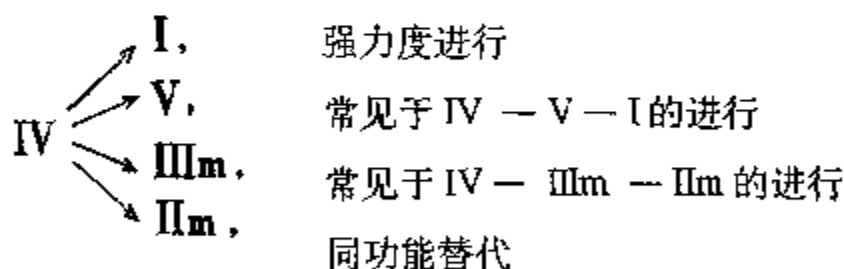 I, 强力度进行
V, 常见于 IV — V — I 的进行
IV
IIIm, 常见于 IV — IIIm — IIm 的进行
IIm, 同功能替代